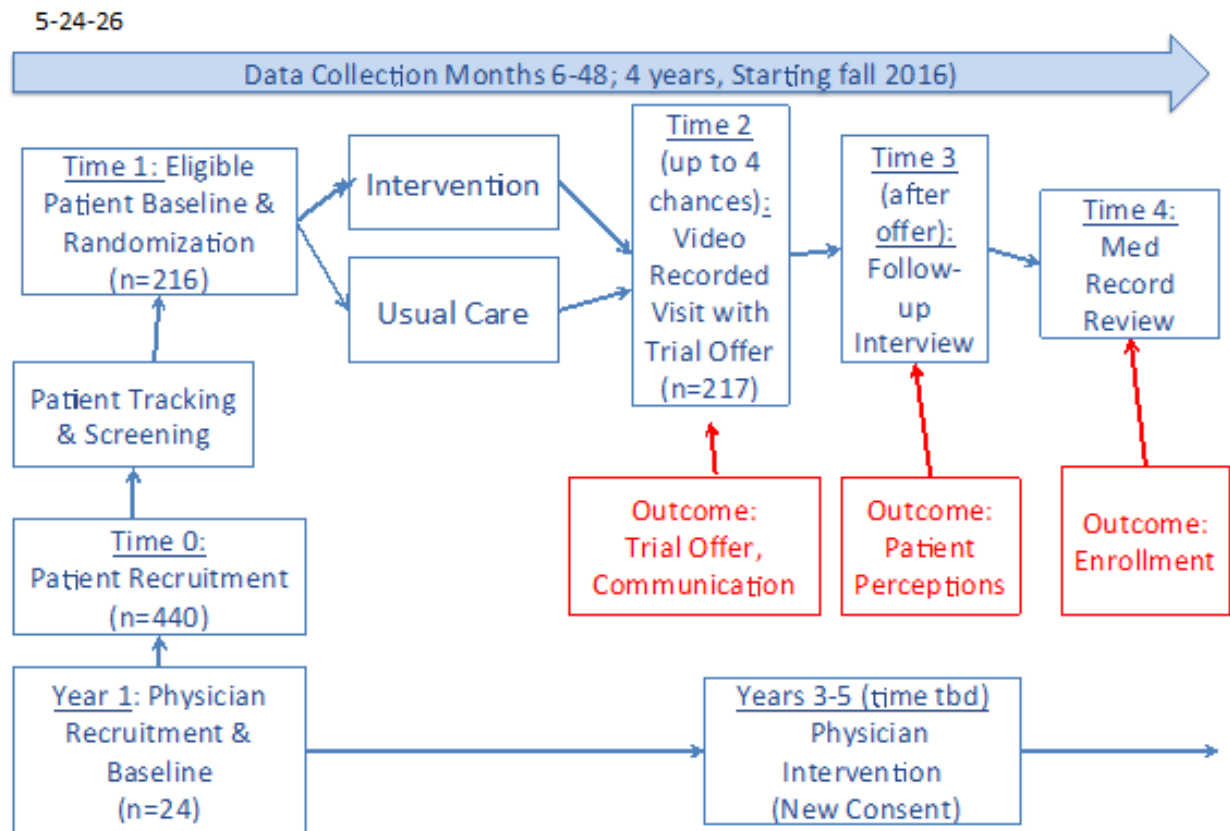 5-24-26
Data Collection Months 6-48; 4 years, Starting fall 2016)
Time 1: Eligible
Patient Baseline &
Randomization
(n=216)
Intervention
Usual Care
Time 2
(up to 4
chances):
Video
Recorded
Visit with
Trial Offer
(n=217)
Time 3
(after
offer):
Follow-
up
Interview
Time 4:
Med
Record
Review
Patient Tracking
& Screening
Time 0:
Patient Recruitment
(n=440)
Outcome:
Trial Offer,
Communication
Outcome:
Patient
Perceptions
Outcome:
Enrollment
Year 1: Physician
Recruitment &
Baseline
(n=24)
Years 3-5 (time tbd)
Physician
Intervention
(New Consent)